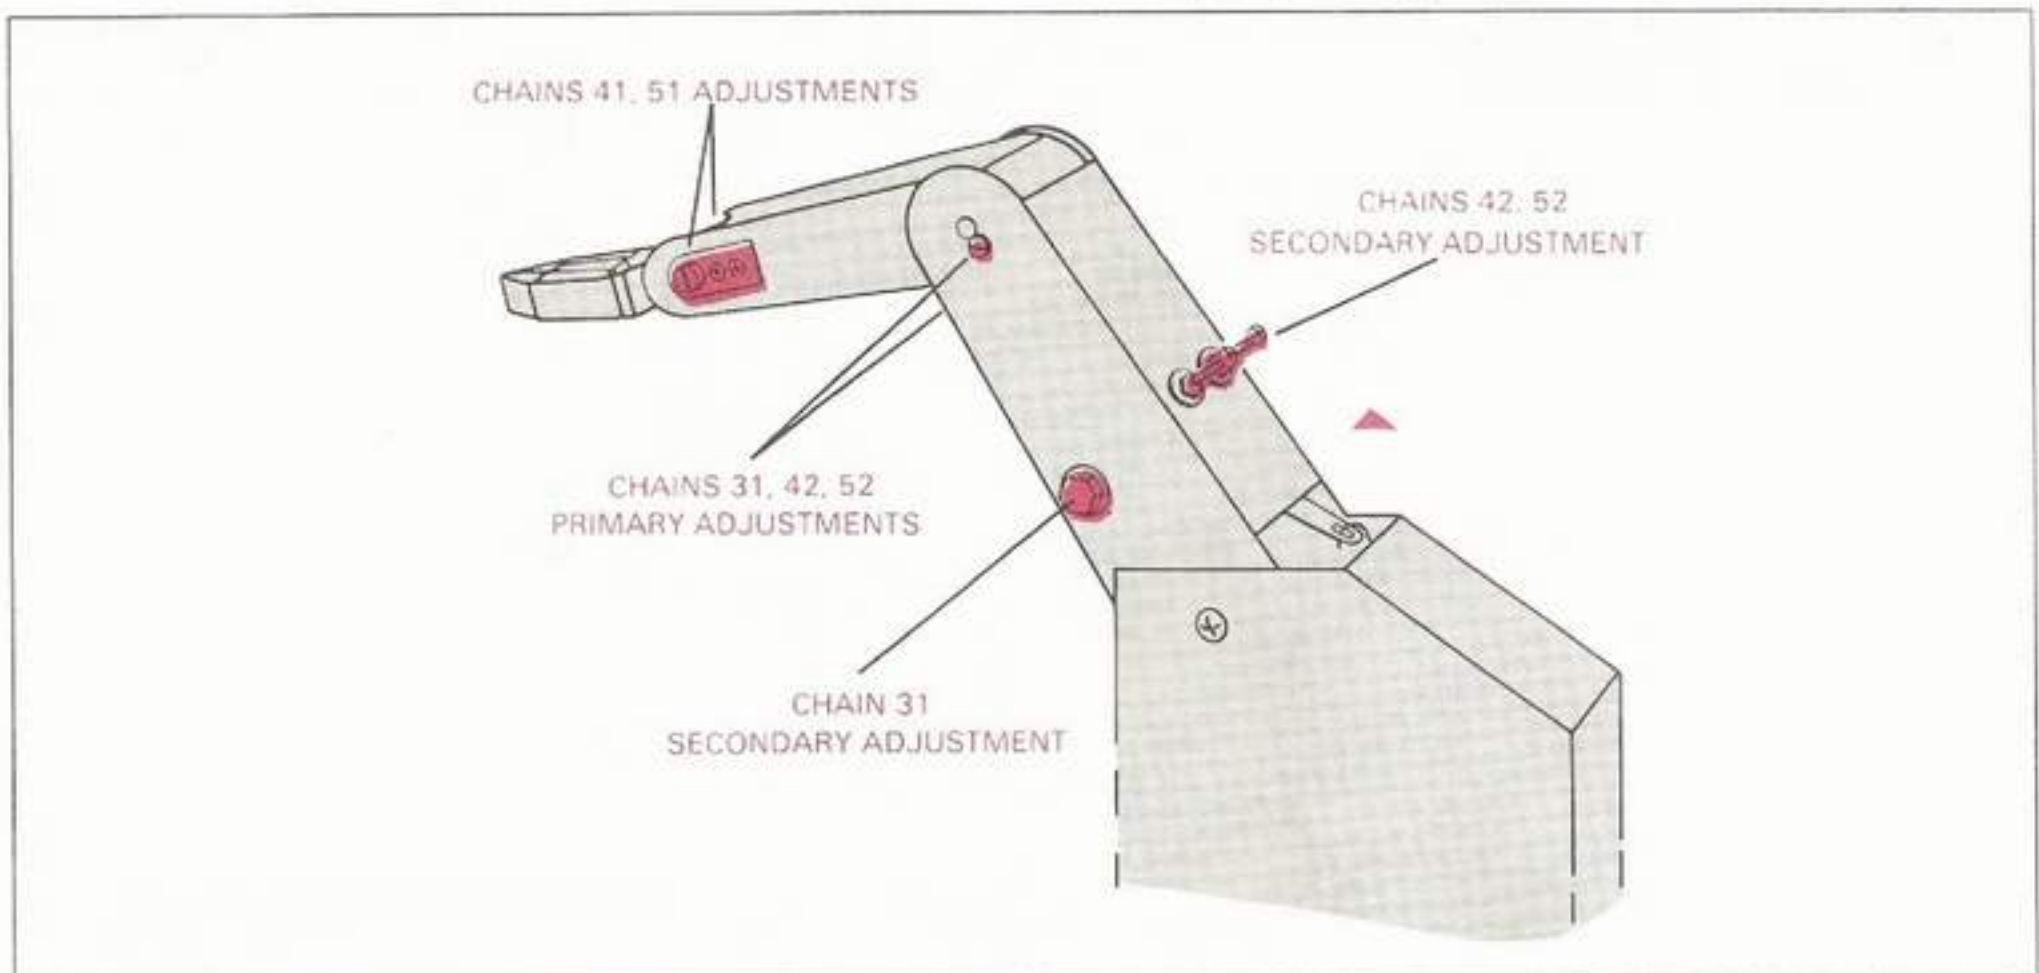 CHAINS 41, 51 ADJUSTMENTS
CHAINS 42, 52
SECONDARY ADJUSTMENT
CHAINS 31, 42, 52
PRIMARY ADJUSTMENTS
CHAIN 31
SECONDARY ADJUSTMENT